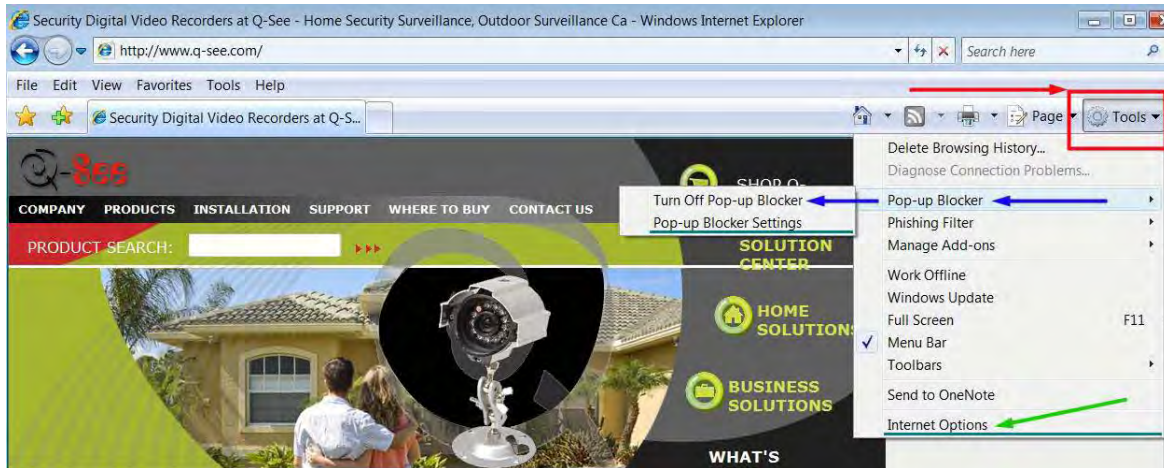 Security Digital Video Recorders at Q-See - Home Security Surveillance, Outdoor Surveillance Ca - Windows Internet Explorer
http://www.q-see.com/
Search here
File Edit View Favorites Tools Help
Security Digital Video Recorders at Q-S...
Page
Tools
Delete Browsing History...
Diagnose Connection Problems...
Pop-up Blocker
Phishing Filter
Manage Add-ons
Work Offline
Windows Update
Full Screen F11
Menu Bar
Toolbars
Send to OneNote
Internet Options
Turn Off Pop-up Blocker
Pop-up Blocker Settings
Q-See
SHOP Q-
COMPANY PRODUCTS INSTALLATION SUPPORT WHERE TO BUY CONTACT US
PRODUCT SEARCH:
SOLUTION
CENTER
HOME
SOLUTIONS
BUSINESS
SOLUTIONS
WHAT'S